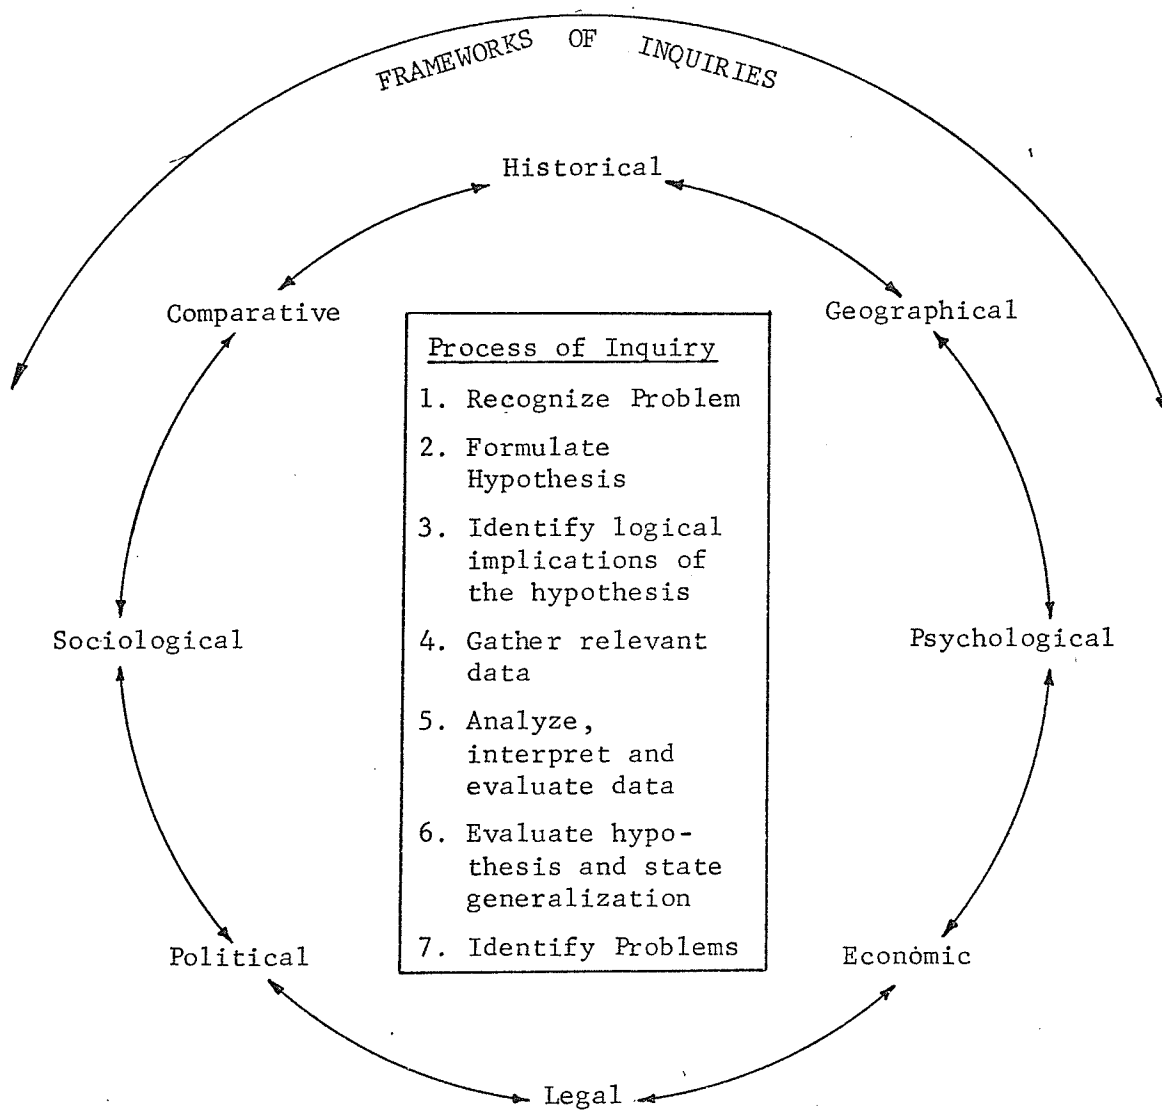 FRAMEWORKS OF INQUIRIES
Historical
Comparative
Geographical
Process of Inquiry
1. Recognize Problem
2. Formulate
Hypothesis
3. Identify logical
implications of
the hypothesis
Sociological
Psychological
4. Gather relevant
data
5. Analyze,
interpret and
evaluate data
6. Evaluate hypo-
thesis and state
generalization
7. Identify Problems
Political
Economic
Legal